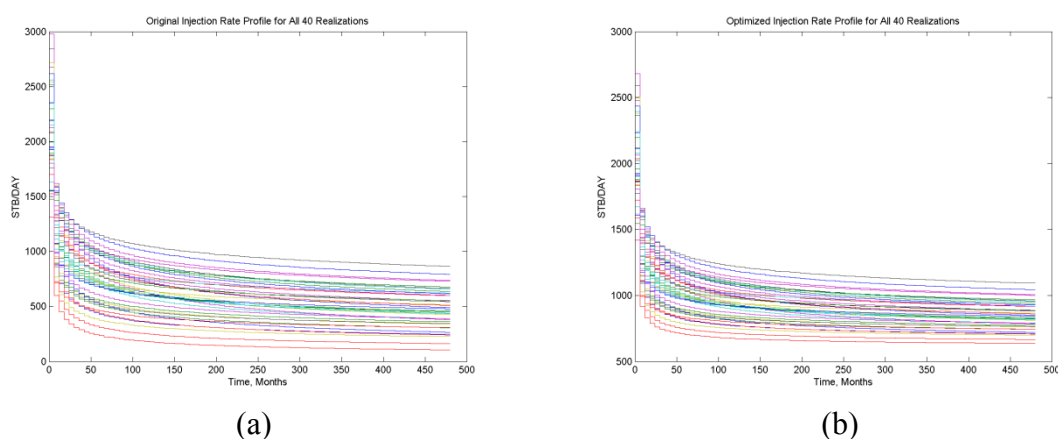 Original Injection Rate Profile for All 40 Realizations
3000
2500
2000
1500
1000
500
0
STB/DAY
0 50 100 150 200 250 300 350 400 450 500
Time, Months
(a)
Optimized Injection Rate Profile for All 40 Realizations
3000
2500
2000
1500
1000
500
STB/DAY
0 50 100 150 200 250 300 350 400 450 500
Time, Months
(b)